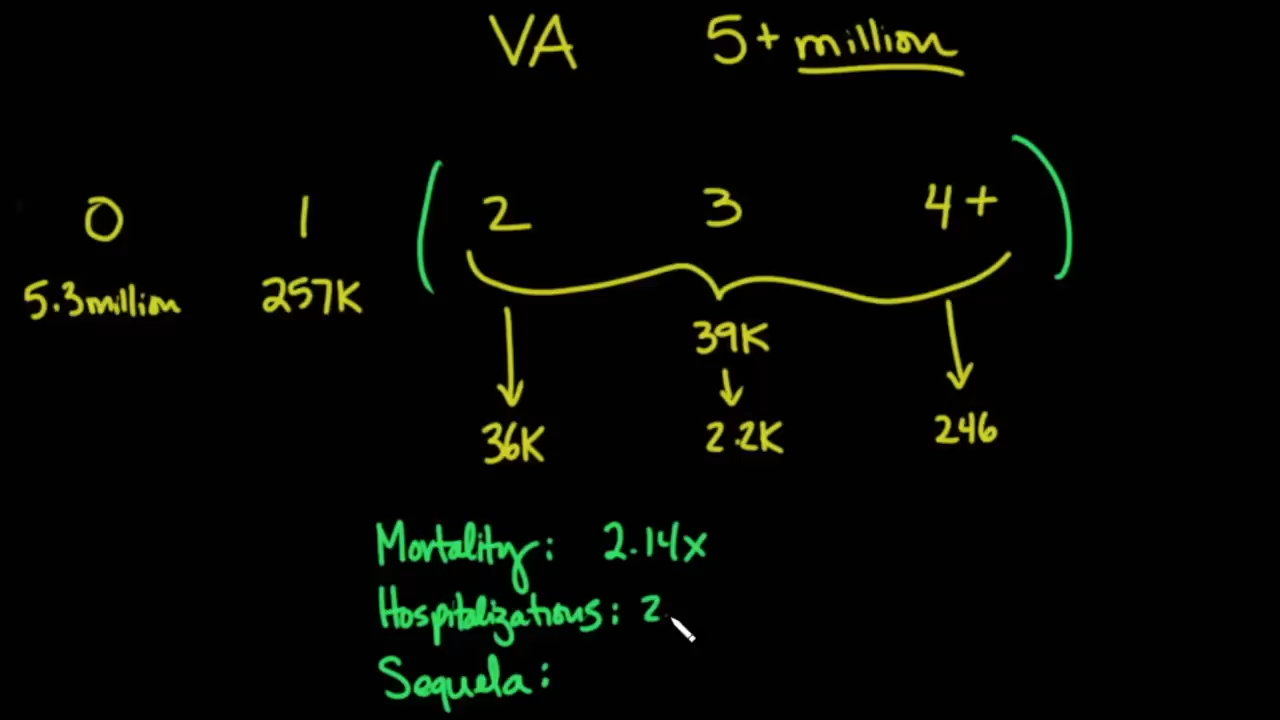 VA 5+ million
0 1 ( 2 3 4+ )
5.3million 257K
39K
36K 2.2K 246
Mortality: 2.14x
Hospitalizations: 2.
Sequela: